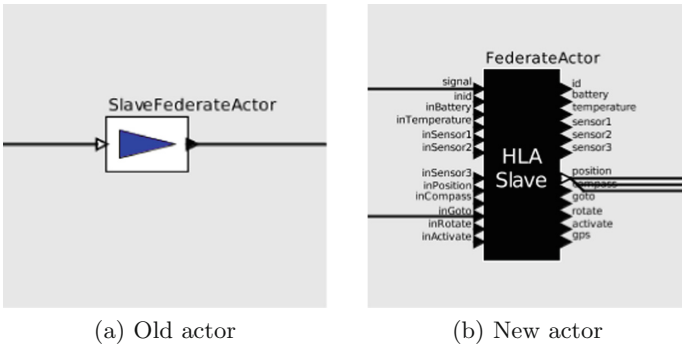 SlaveFederateActor
FederateActor
signal
inid
inBattery
inTemperature
inSensor1
inSensor2
inSensor3
inPosition
inCompass
inGoto
inRotate
inActivate
HLA
Slave
id
battery
temperature
sensor1
sensor2
sensor3
position
compass
goto
rotate
activate
gps
(a) Old actor
(b) New actor